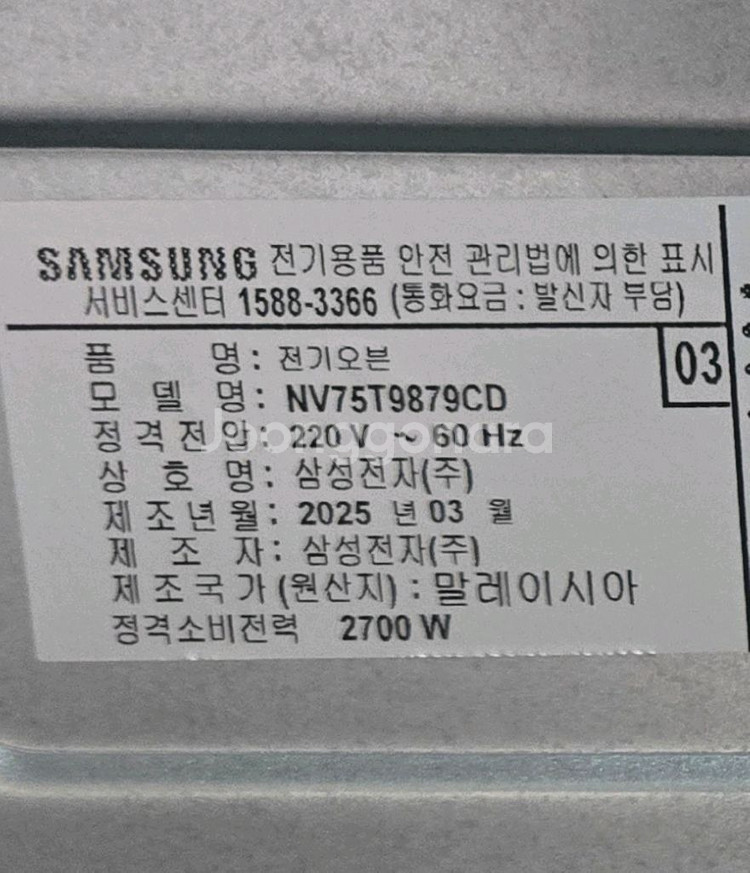 SAMSUNG 전기용품 안전 관리법에 의한 표시
서비스센터 1588-3366 (통화요금 : 발신자 부담)
03
품 명 : 전기오븐
모 델 명 : NV75T9879CD
정 격 전 압 : 220 V ~ 60 Hz
상 호 명 : 삼성전자(주)
제 조 년 월 : 2025 년 03 월
제 조 자 : 삼성전자(주)
제 조 국 가 (원산지) : 말레이시아
정격소비전력 2700 W
Joonggonara